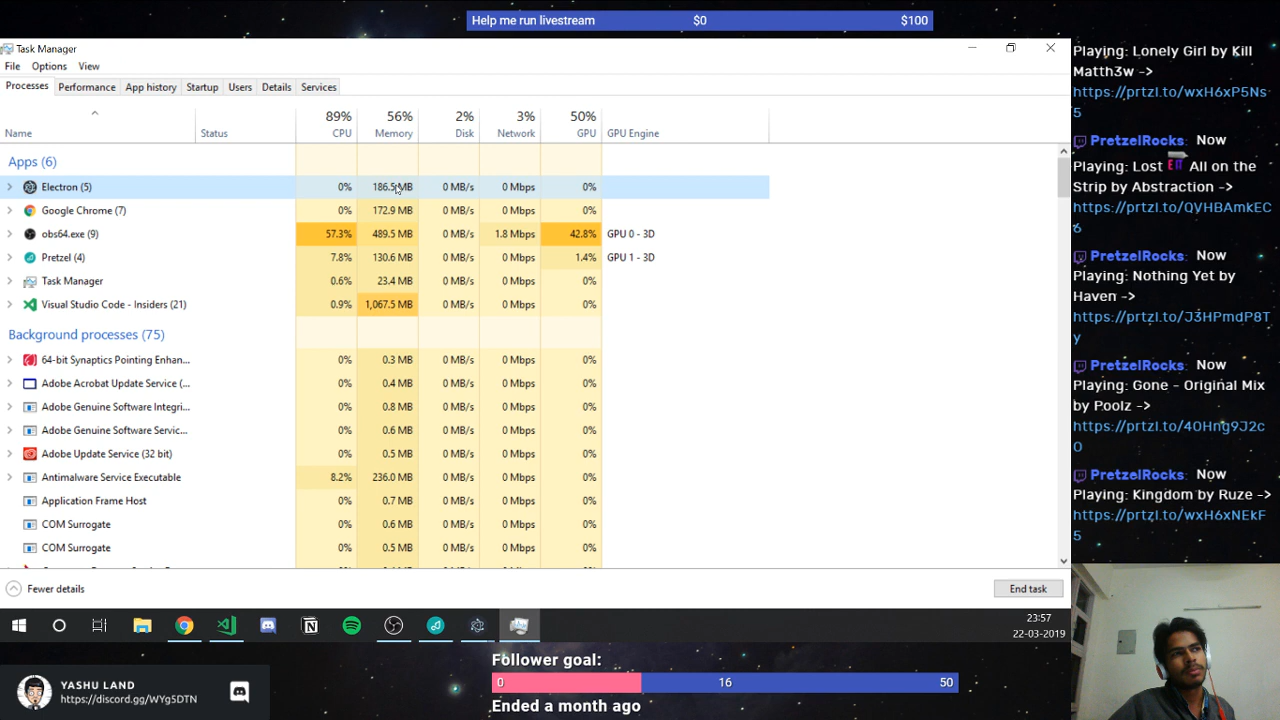 Help me run livestream $0 $100
Task Manager
File Options View
Processes Performance App history Startup Users Details Services
89% 56% 2% 3% 50%
Name Status CPU Memory Disk Network GPU GPU Engine
Apps (6)
Electron (5) 0% 186.5 MB 0 MB/s 0 Mbps 0%
Google Chrome (7) 0% 172.9 MB 0 MB/s 0 Mbps 0%
obs64.exe (9) 57.3% 489.5 MB 0 MB/s 1.8 Mbps 42.8% GPU 0 - 3D
Pretzel (4) 7.8% 130.6 MB 0 MB/s 0 Mbps 1.4% GPU 1 - 3D
Task Manager 0.6% 23.4 MB 0 MB/s 0 Mbps 0%
Visual Studio Code - Insiders (21) 0.9% 1,067.5 MB 0 MB/s 0 Mbps 0%
Background processes (75)
64-bit Synaptics Pointing Enhan... 0% 0.3 MB 0 MB/s 0 Mbps 0%
Adobe Acrobat Update Service (... 0% 0.4 MB 0 MB/s 0 Mbps 0%
Adobe Genuine Software Integri... 0% 0.8 MB 0 MB/s 0 Mbps 0%
Adobe Genuine Software Servic... 0% 0.6 MB 0 MB/s 0 Mbps 0%
Adobe Update Service (32 bit) 0% 0.5 MB 0 MB/s 0 Mbps 0%
Antimalware Service Executable 8.2% 236.0 MB 0 MB/s 0 Mbps 0%
Application Frame Host 0% 0.7 MB 0 MB/s 0 Mbps 0%
COM Surrogate 0% 0.6 MB 0 MB/s 0 Mbps 0%
COM Surrogate 0% 0.5 MB 0 MB/s 0 Mbps 0%
Fewer details End task
23:57
22-03-2019
Playing: Lonely Girl by Kill
Matth3w ->
https://prtzl.to/wxH6xP5Ns
5
PretzelRocks: Now
Playing: Lost EIT All on the
Strip by Abstraction ->
https://prtzl.to/QVHBAmkEC
6
PretzelRocks: Now
Playing: Nothing Yet by
Haven ->
https://prtzl.to/J3HPmdP8T
y
PretzelRocks: Now
Playing: Gone - Original Mix
by Poolz ->
https://prtzl.to/40Hng9J2c
0
PretzelRocks: Now
Playing: Kingdom by Ruze ->
https://prtzl.to/wxH6xNEkF
5
YASHU LAND
https://discord.gg/WYg5DTN
Follower goal:
0 16 50
Ended a month ago